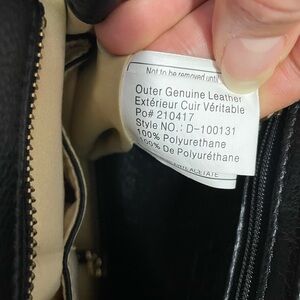 Not to be removed until
Outer Genuine Leather
Extérieur Cuir Véritable
Po# 210417
Style NO.: D-100131
100% Polyurethane
100% De Polyuréthane
ACETATE